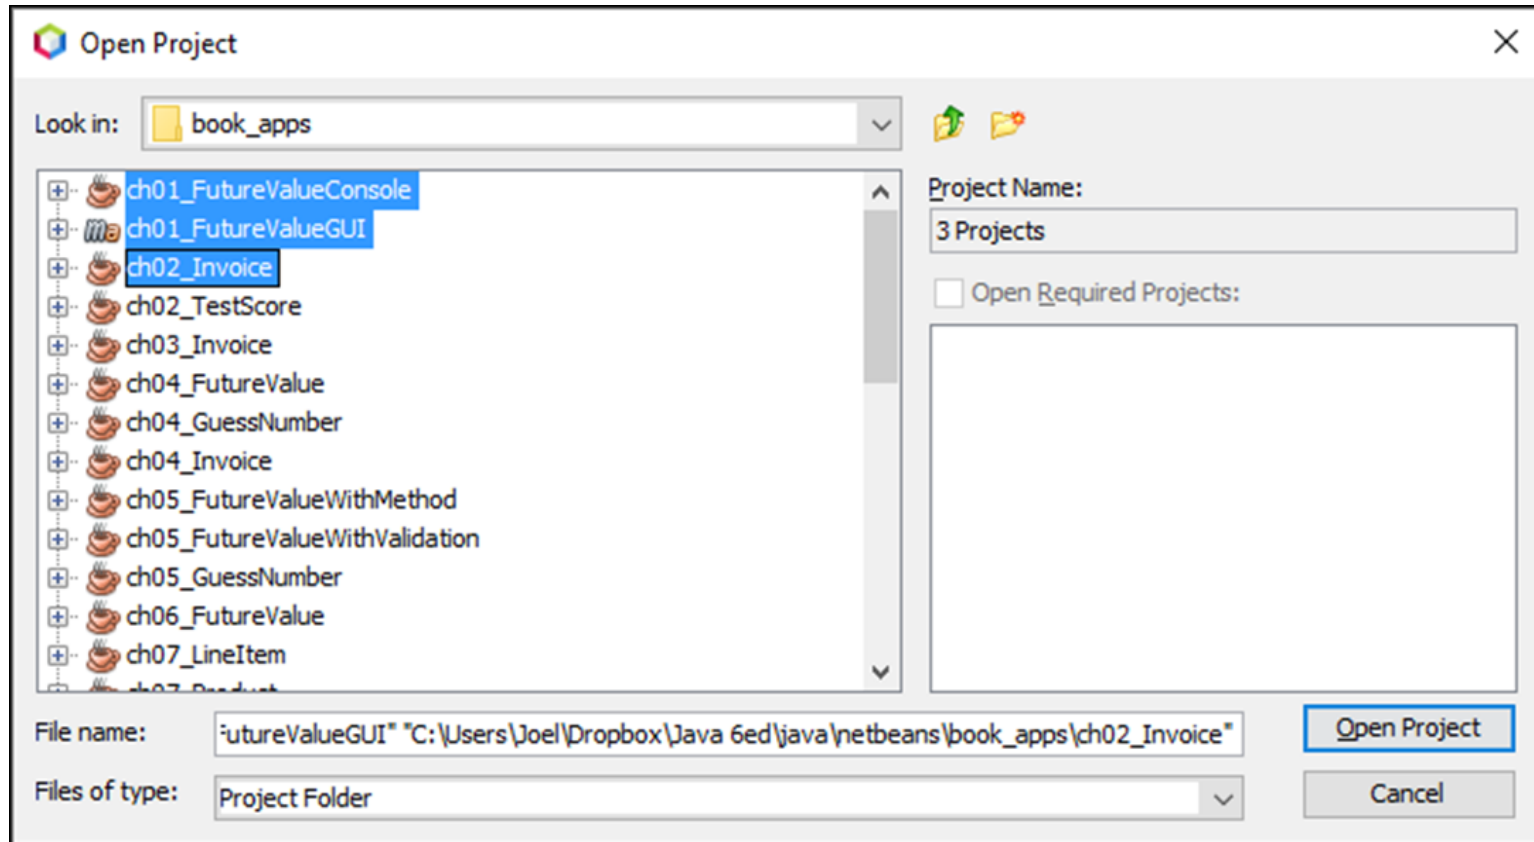 Open Project
Look in: book_apps
ch01_FutureValueConsole
ch01_FutureValueGUI
ch02_Invoice
ch02_TestScore
ch03_Invoice
ch04_FutureValue
ch04_GuessNumber
ch04_Invoice
ch05_FutureValueWithMethod
ch05_FutureValueWithValidation
ch05_GuessNumber
ch06_FutureValue
ch07_LineItem
ch07_Product
Project Name:
3 Projects
Open Required Projects:
File name: FutureValueGUI" "C:\Users\Joel\Dropbox\Java 6ed\java\netbeans\book_apps\ch02_Invoice"
Open Project
Files of type: Project Folder
Cancel